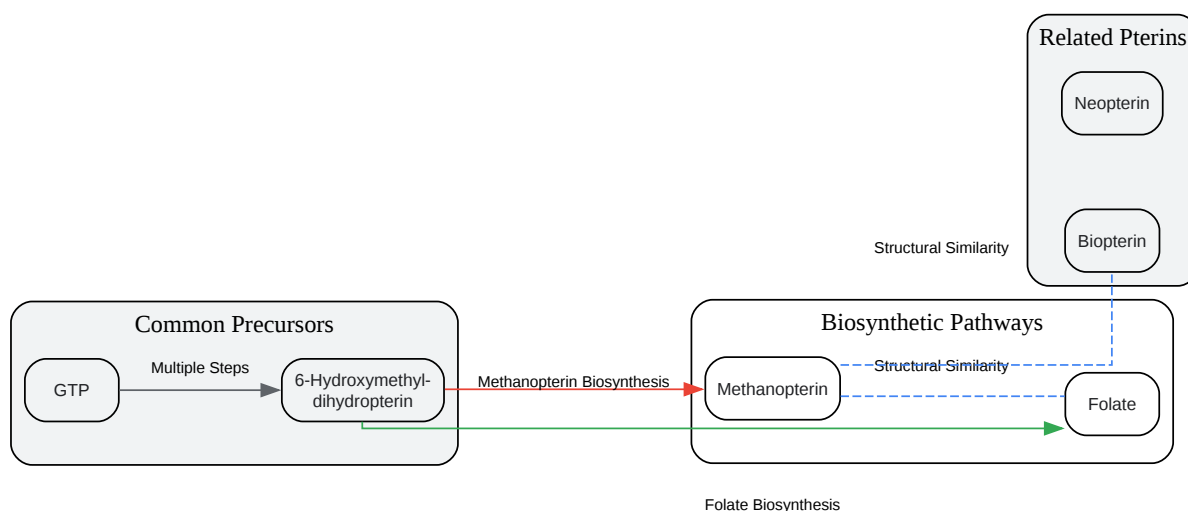 Related Pterins
Neopterin
Biopterin
Structural Similarity
Common Precursors
Biosynthetic Pathways
GTP
Multiple Steps
6-Hydroxymethyl-
dihydropterin
Methanopterin Biosynthesis
Methanopterin
Structural Similarity
Folate
Folate Biosynthesis